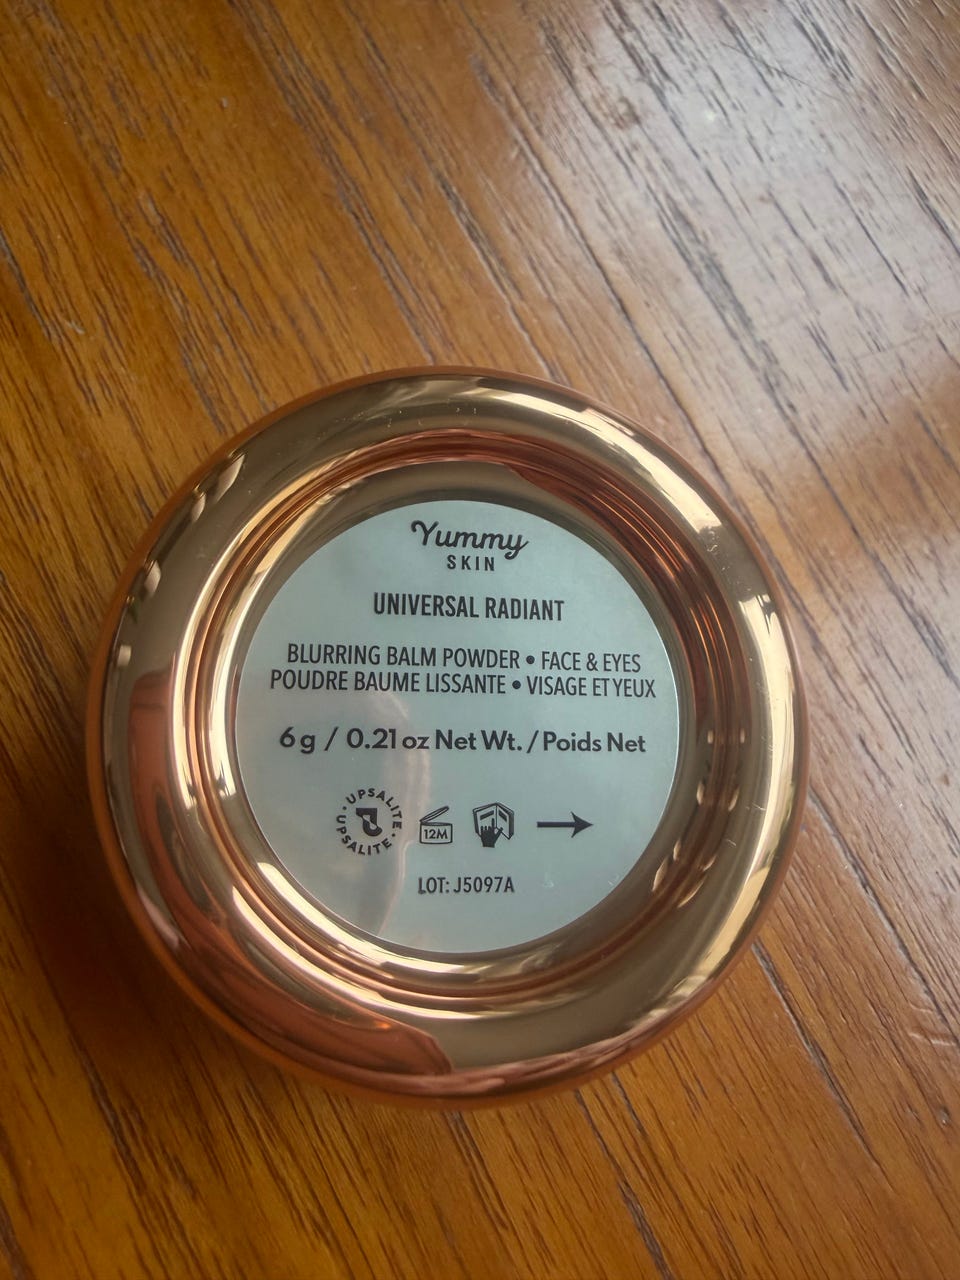 Yummy
SKIN
UNIVERSAL RADIANT
BLURRING BALM POWDER • FACE & EYES
POUDRE BAUME LISSANTE • VISAGE ET YEUX
6 g / 0.21 oz Net Wt. / Poids Net
• UPSALITE • UPSALITE
12M
LOT: J5097A